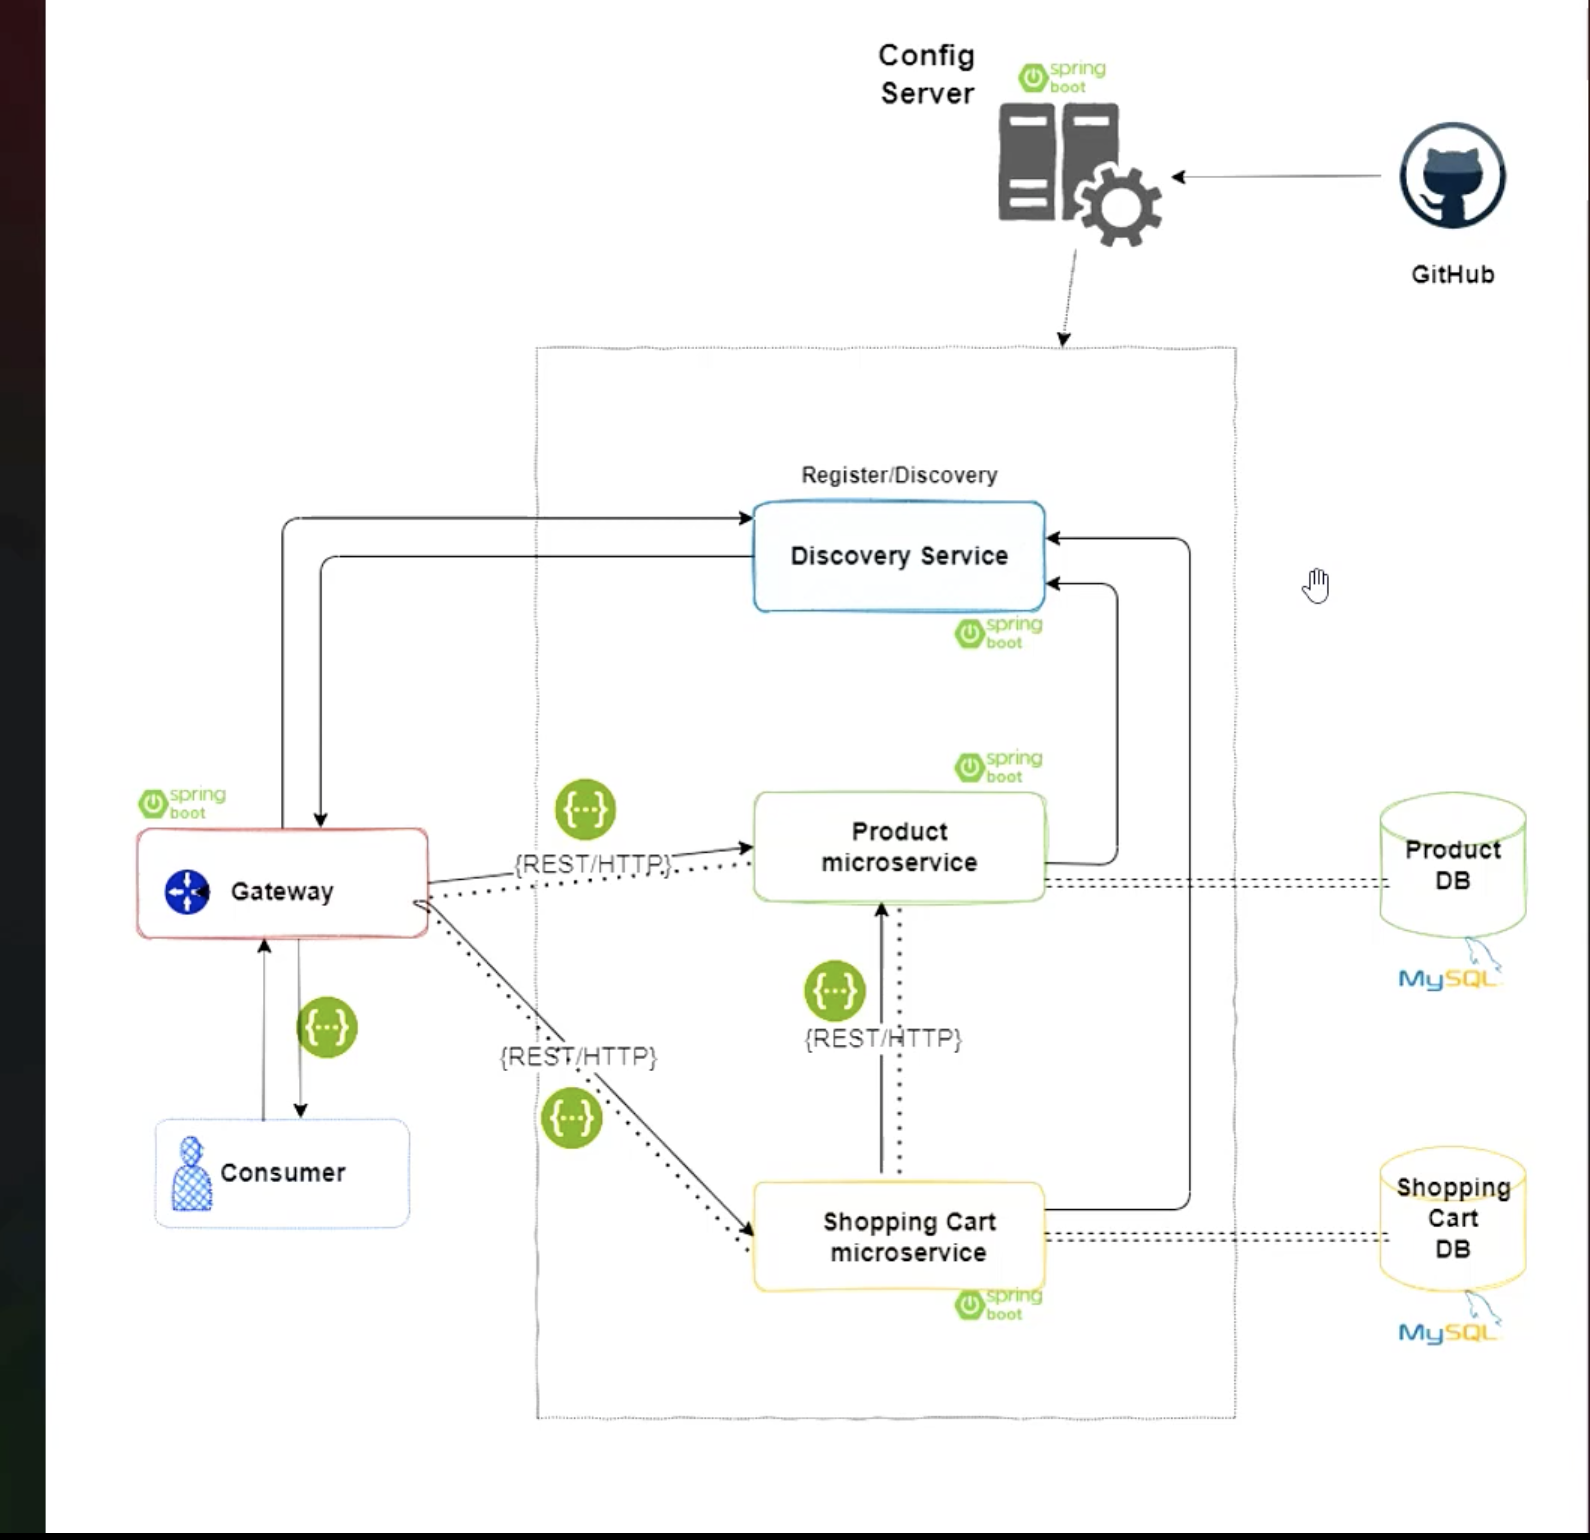 Config
Server
spring
boot
GitHub
Register/Discovery
Discovery Service
spring
boot
spring
boot
spring
boot
{REST/HTTP}
Product
microservice
Product
DB
Gateway
MySQL
{REST/HTTP}
{REST/HTTP}
Consumer
Shopping Cart
microservice
Shopping
Cart
DB
spring
boot
MySQL